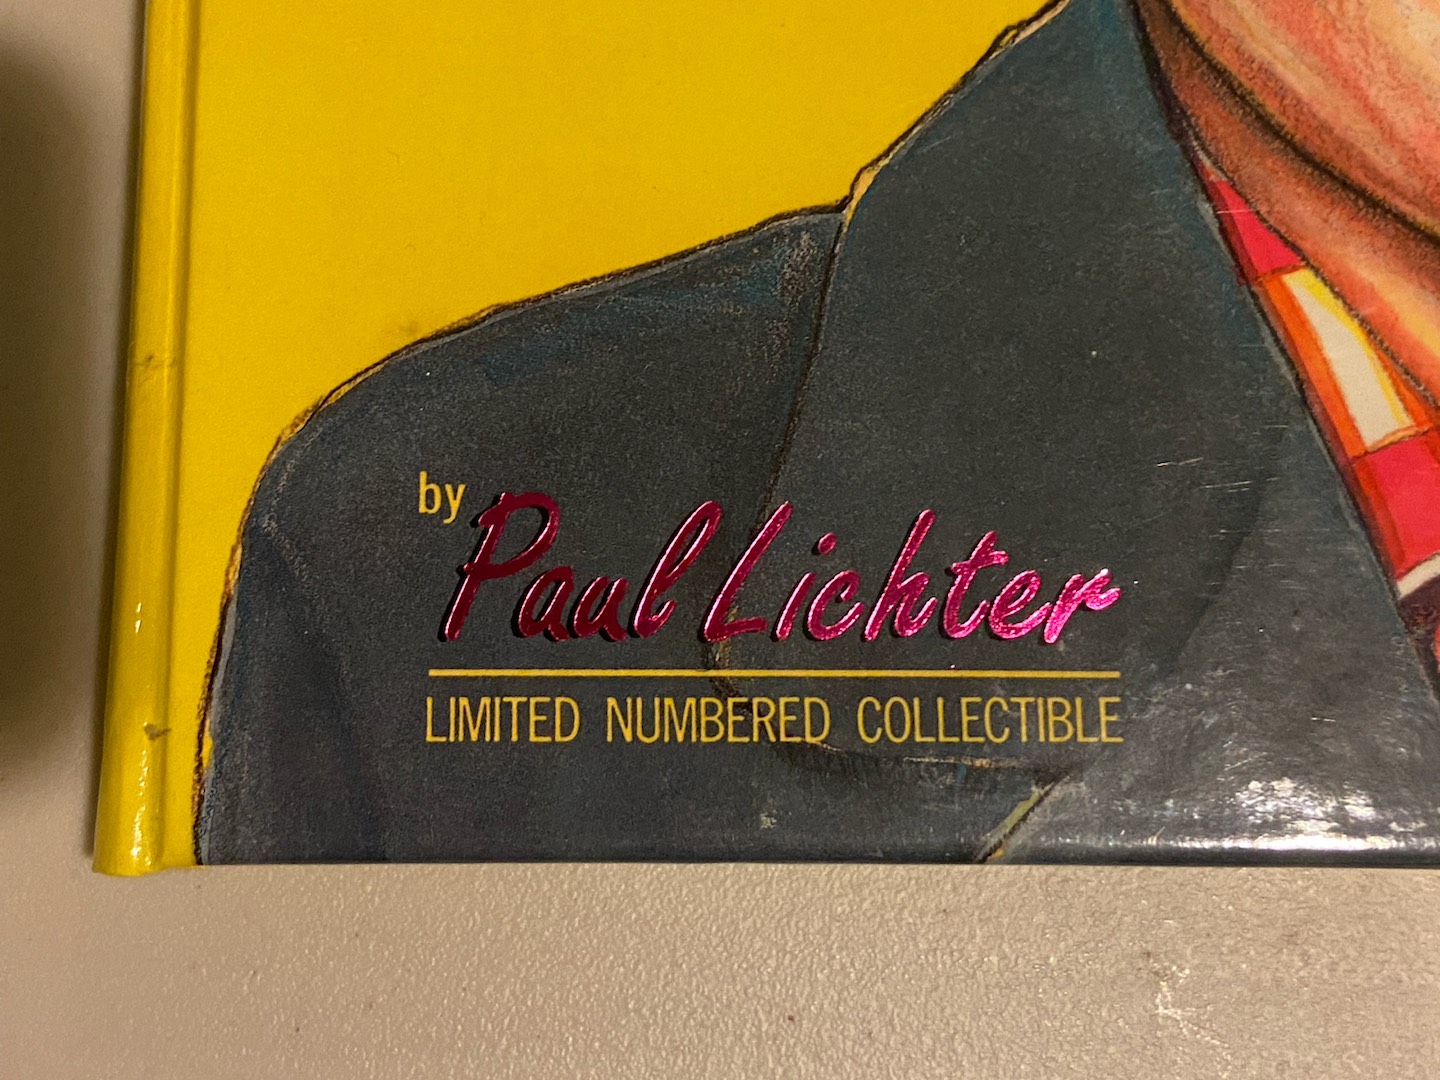 by Paul Lichter
LIMITED NUMBERED COLLECTIBLE